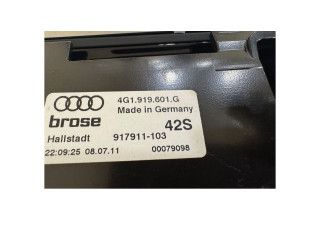 4G1.919.601.G
Made in Germany
brose 42S
Hallstadt 917911-103
22:09:25 08.07.11 00079098